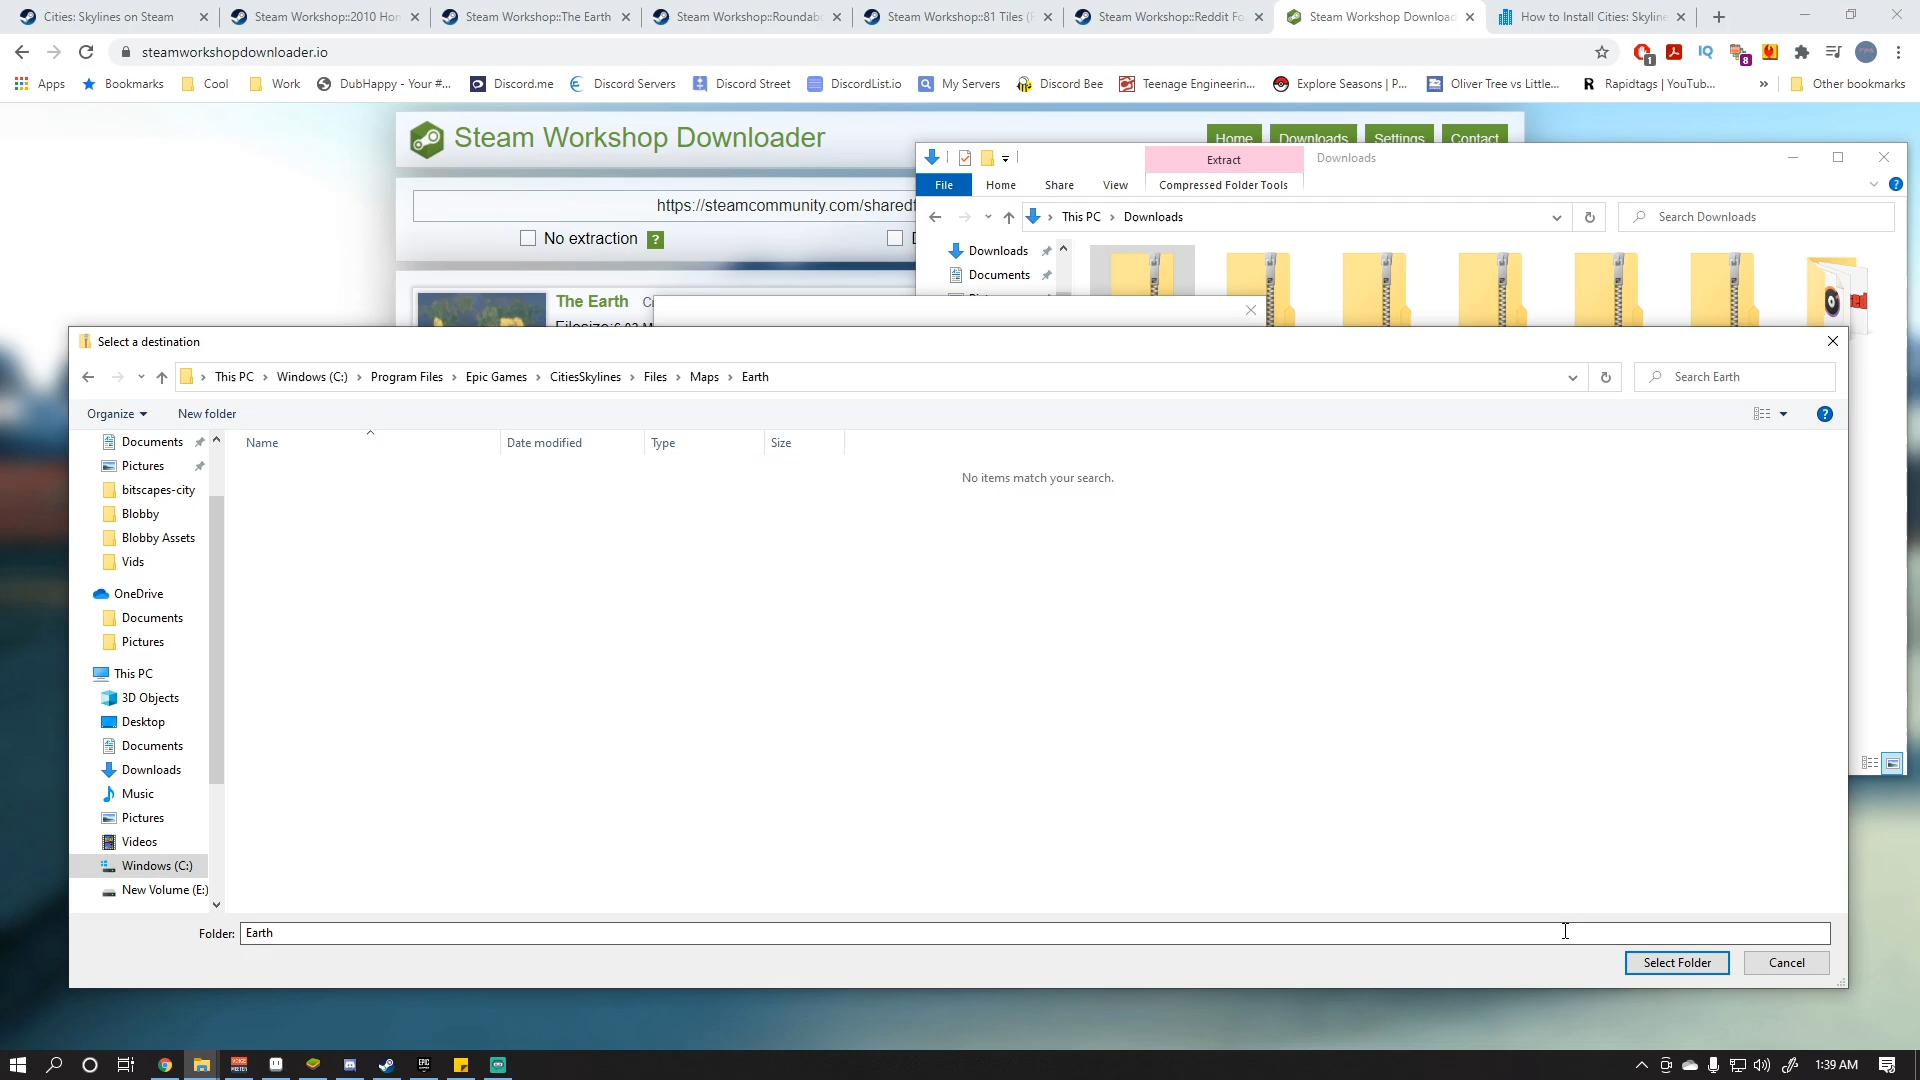 Cities: Skylines on Steam
Steam Workshop::2010 Hon
Steam Workshop::The Earth
Steam Workshop::Roundabo
Steam Workshop::81 Tiles (F
Steam Workshop::Reddit Fo
Steam Workshop Download
How to Install Cities: Skyline
steamworkshopdownloader.io
1
IQ
8
Apps
Bookmarks
Cool
Work
DubHappy - Your #...
Discord.me
Discord Servers
Discord Street
DiscordList.io
My Servers
Discord Bee
Teenage Engineerin...
Explore Seasons | P...
Oliver Tree vs Little...
Rapidtags | YouTub...
»
Other bookmarks
Steam Workshop Downloader
Home
Downloads
Settings
Contact
https://steamcommunity.com/sharedf
No extraction ?
The Earth
Extract
Downloads
File
Home
Share
View
Compressed Folder Tools
This PC > Downloads
Search Downloads
Downloads
Documents
Select a destination
This PC > Windows (C:) > Program Files > Epic Games > CitiesSkylines > Files > Maps > Earth
Search Earth
Organize
New folder
Name
Date modified
Type
Size
No items match your search.
Documents
Pictures
bitscapes-city
Blobby
Blobby Assets
Vids
OneDrive
Documents
Pictures
This PC
3D Objects
Desktop
Documents
Downloads
Music
Pictures
Videos
Windows (C:)
New Volume (E:)
Folder: Earth
Select Folder
Cancel
1:39 AM